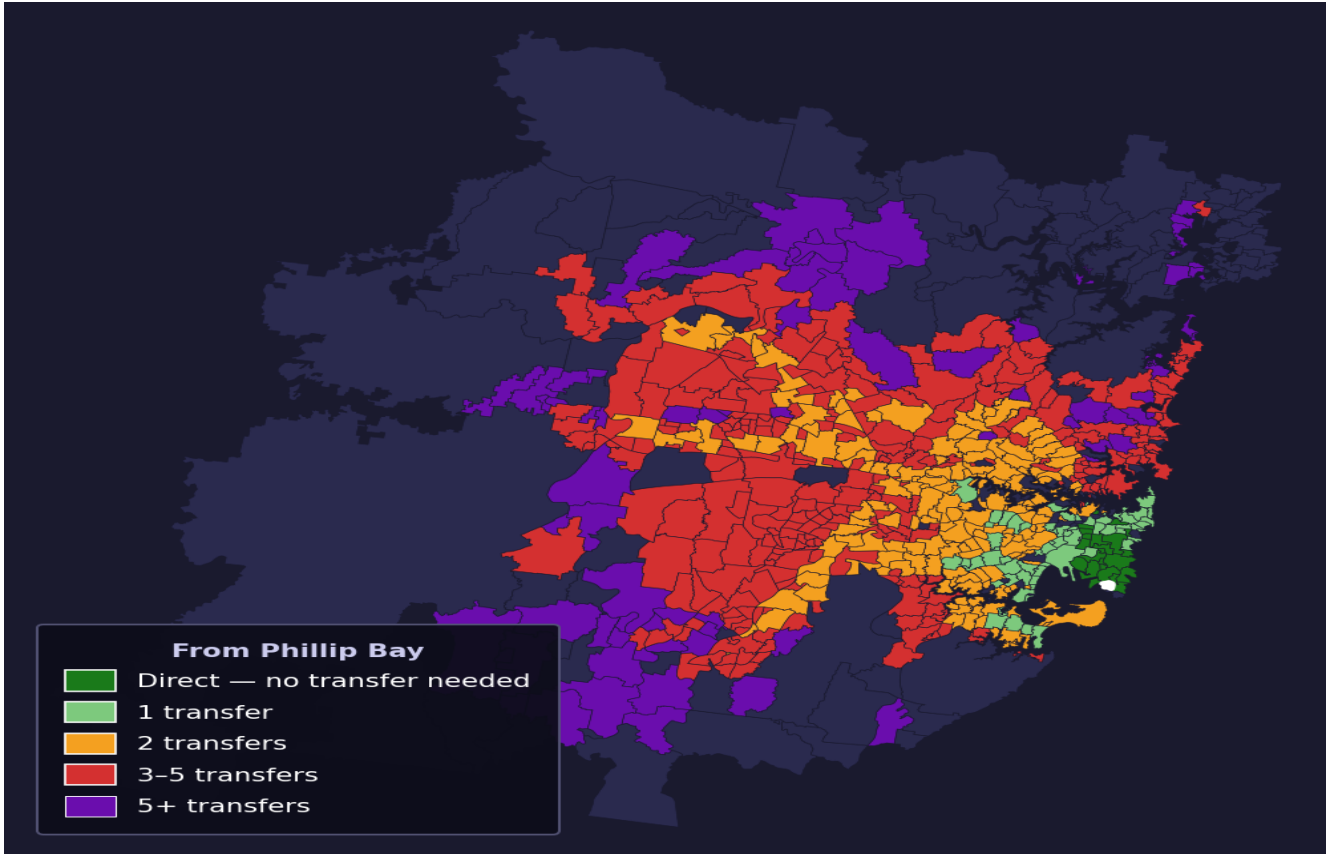 From Phillip Bay
Direct — no transfer needed
1 transfer
2 transfers
3–5 transfers
5+ transfers